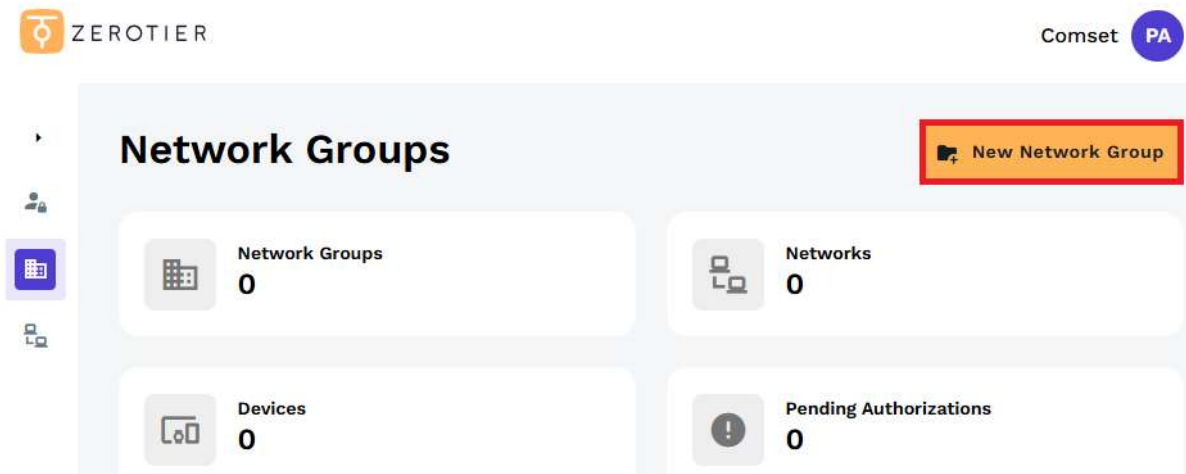 ZEROTIER
Comset PA
Network Groups
New Network Group
Network Groups
0
Networks
0
Devices
0
Pending Authorizations
0